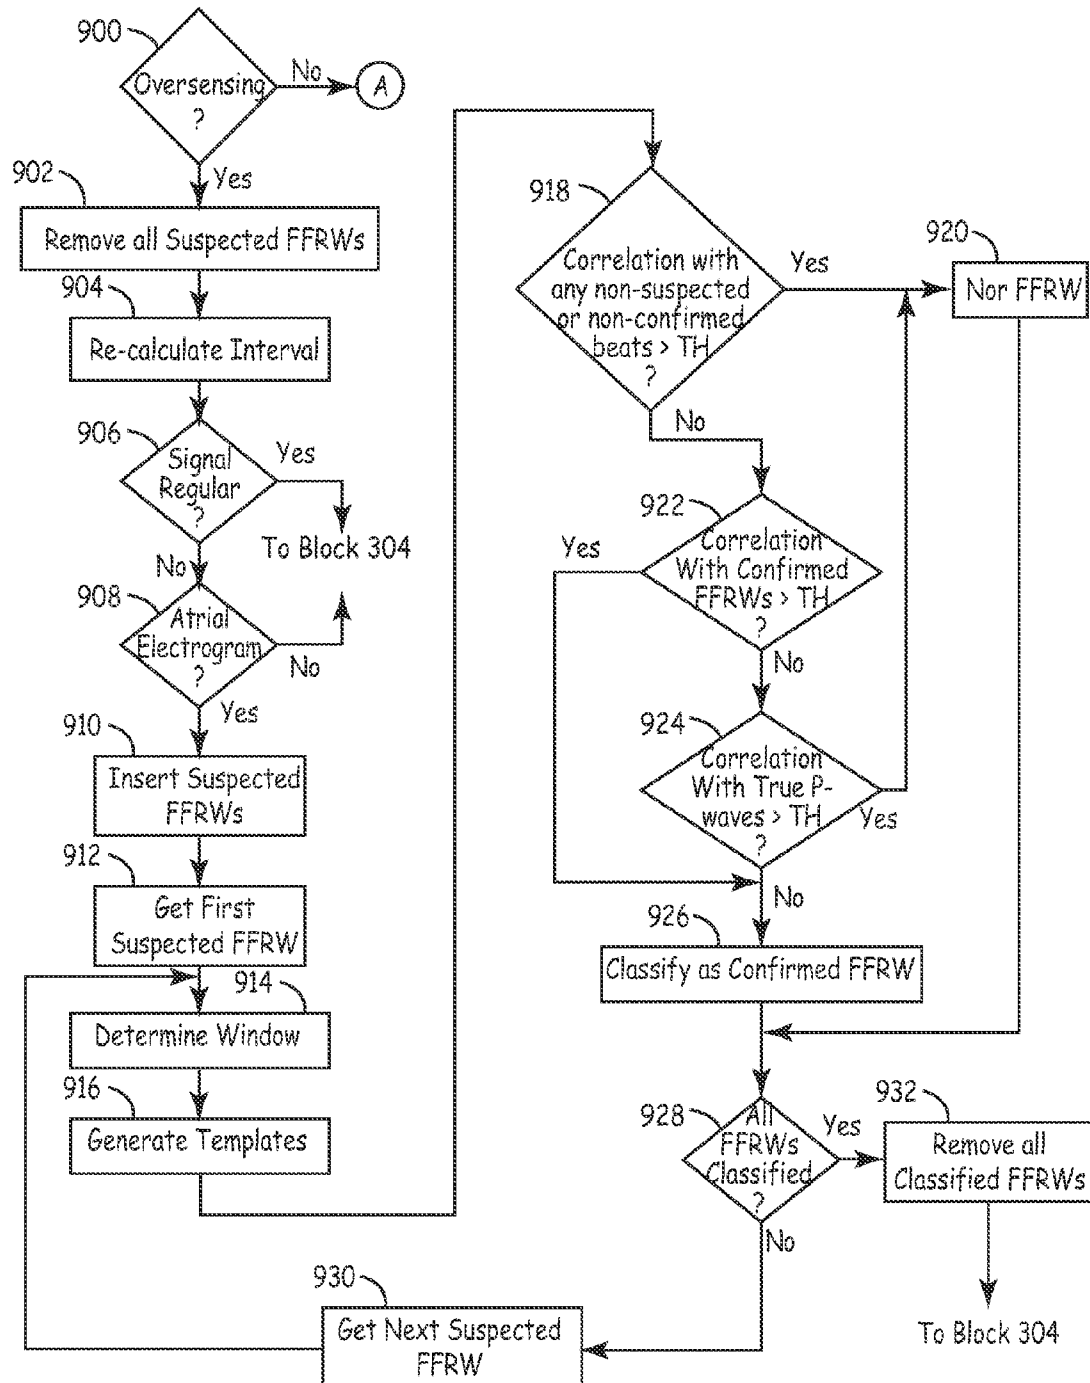 900
Oversensing
?
No
A
Yes
902
Remove all Suspected FFRWs
904
Re-calculate Interval
906
Signal
Regular
?
Yes
To Block 304
No
908
Atrial
Electrogram
?
No
Yes
910
Insert Suspected
FFRWs
912
Get First
Suspected FFRW
914
Determine Window
916
Generate Templates
918
Correlation with
any non-suspected
or non-confirmed
beats > TH
?
Yes
920
Nor FFRW
No
922
Correlation
With Confirmed
FFRWs > TH
?
Yes
No
924
Correlation
With True P-
waves > TH
?
Yes
No
926
Classify as Confirmed FFRW
928
All
FFRWs
Classified
?
Yes
932
Remove all
Classified FFRWs
To Block 304
No
930
Get Next Suspected
FFRW